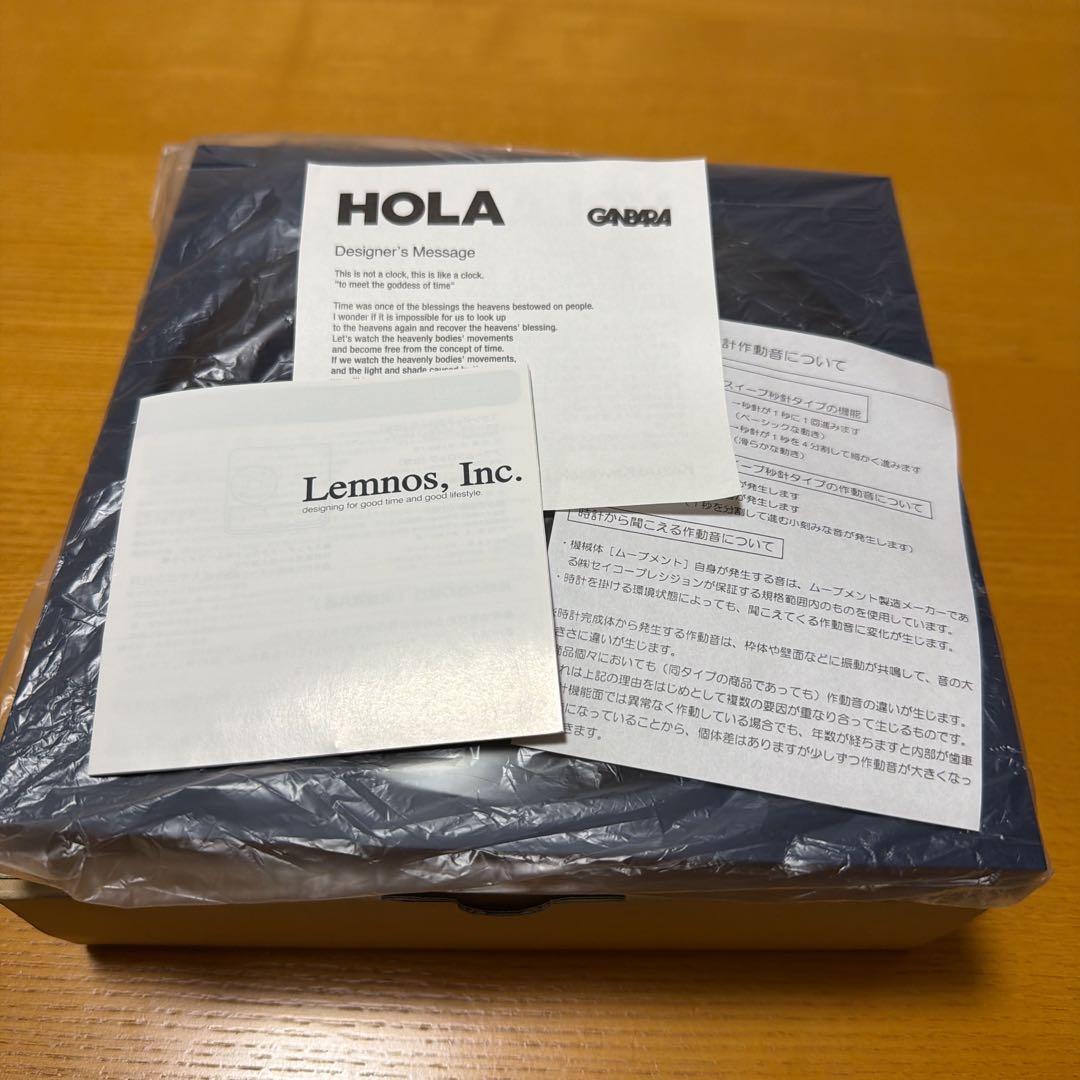 HOLA
GANBARA
Designer's Message
This is not a clock, this is like a clock.
"to meet the goddess of time"
Time was once of the blessings the heavens bestowed on people.
I wonder if it is impossible for us to look up
to the heavens again and recover the heavens' blessing.
Let's watch the heavenly bodies' movements
and become free from the concept of time.
If we watch the heavenly bodies' movements,
and the light and shade caused by
Lemnos, Inc.
designing for good time and good lifestyle.
計作動音について
スイープ秒針タイプの機能
秒針が1秒に1回進みます
(ベーシックな動き)
秒針が1秒を4分割して細かく進みます
(滑らかな動き)
スイープ秒針タイプの作動音について
が発生します
が発生します
(1秒を分割して進む小刻みな音が発生します)
時計から聞こえる作動音について
・機械体[ムーブメント]自身が発生する音は、ムーブメント製造メーカーであ
る㈱セイコープレシジョンが保証する規格範囲内のものを使用しています。
・時計を掛ける環境状態によっても、聞こえてくる作動音に変化が生じます。
時計完成体から発生する作動音は、枠体や壁面などに振動が共鳴して、音の大
きさに違いが生じます。
商品個々においても(同タイプの商品であっても)作動音の違いが生じます。
れは上記の理由をはじめとして複数の要因が重なり合って生じるものです。
計機能面では異常なく作動している場合でも、年数が経ちますと内部が歯車
になっていることから、個体差はありますが少しずつ作動音が大きくなっ
きます。